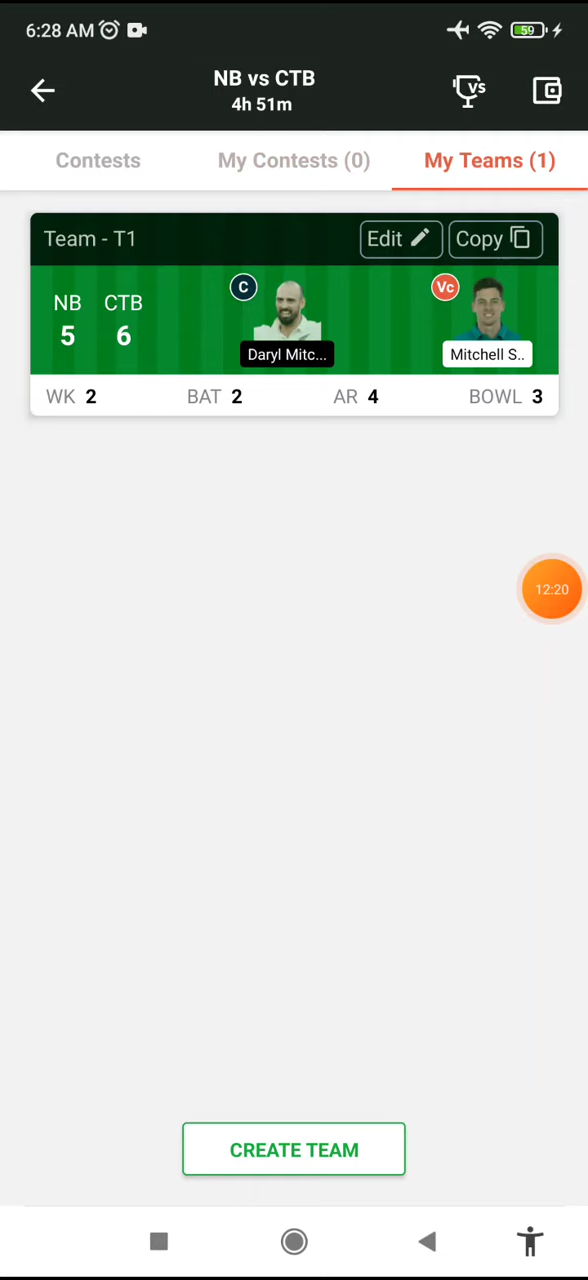 6:28 AM
59
NB vs CTB
4h 51m
VS
Contests
My Contests (0)
My Teams (1)
Team - T1
Edit
Copy
NB
CTB
5
6
C
Vc
Daryl Mitc...
Mitchell S..
WK 2
BAT 2
AR 4
BOWL 3
12:20
CREATE TEAM